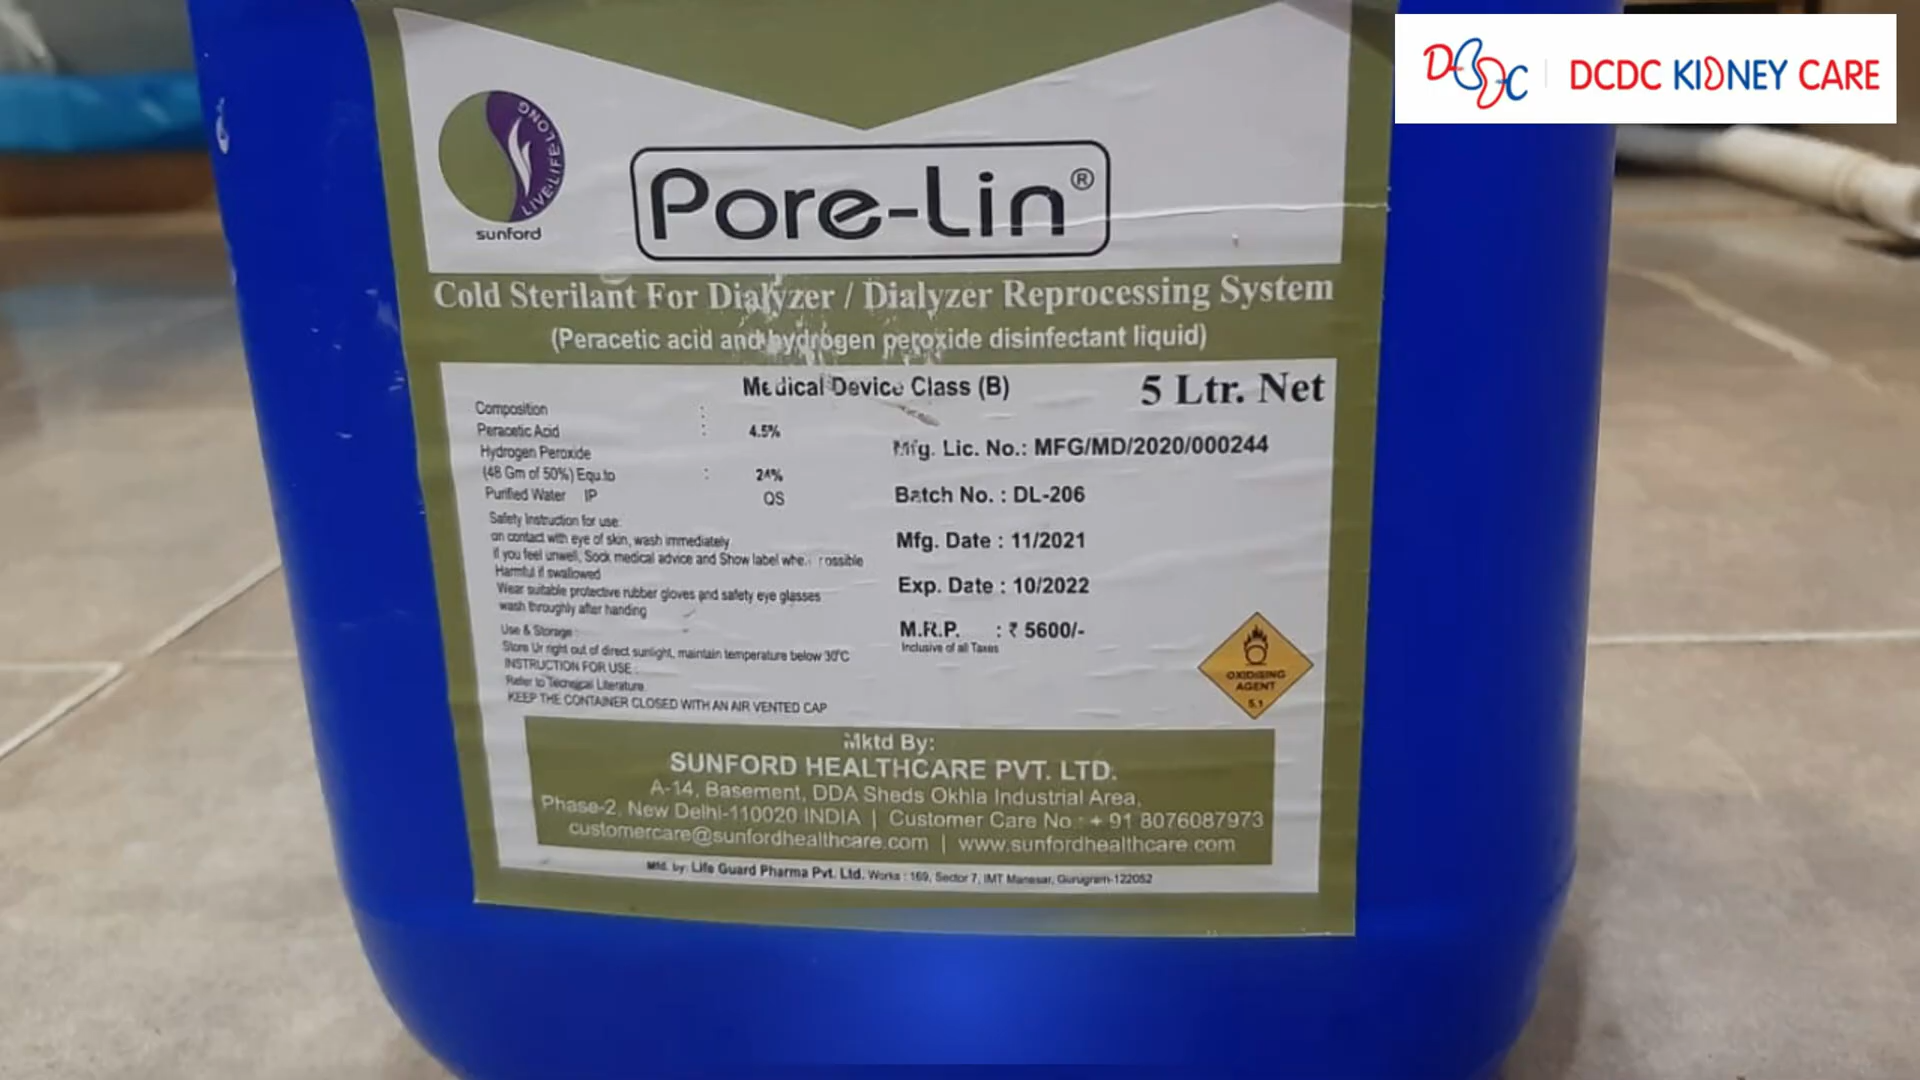 DCDC | DCDC KIDNEY CARE
LIVE·LIFE·LONG
sunford
Pore-Lin®
Cold Sterilant For Dialyzer / Dialyzer Reprocessing System
(Peracetic acid and hydrogen peroxide disinfectant liquid)
Medical Device Class (B)
5 Ltr. Net
Composition :
Peracetic Acid : 4.5%
Hydrogen Peroxide
(48 Gm of 50%) Equ.to : 24%
Purified Water IP QS
Safety Instruction for use:
on contact with eye of skin, wash immediately
if you feel unwell, Sock medical advice and Show label
Harmful if swallowed
Wear suitable protective rubber gloves and safety eye glasses
wash throughly after handing
Use & Storage :
Store Ur right out of direct sunlight, maintain temperature below 30°C
INSTRUCTION FOR USE :
Refer to Technical Literature
KEEP THE CONTAINER CLOSED WITH AN AIR VENTED CAP
Mfg. Lic. No.: MFG/MD/2020/000244
Batch No. : DL-206
Mfg. Date : 11/2021
Exp. Date : 10/2022
M.R.P. : ₹ 5600/-
Inclusive of all Taxes
OXIDISING
AGENT
5.1
Mktd By:
SUNFORD HEALTHCARE PVT. LTD.
A-14, Basement, DDA Sheds Okhla Industrial Area,
Phase-2, New Delhi-110020 INDIA | Customer Care No : + 91 8076087973
customercare@sunfordhealthcare.com | www.sunfordhealthcare.com
Mfd. by: Life Guard Pharma Pvt. Ltd. Works : 169, Sector 7, IMT Manesar, Gurugram-122052